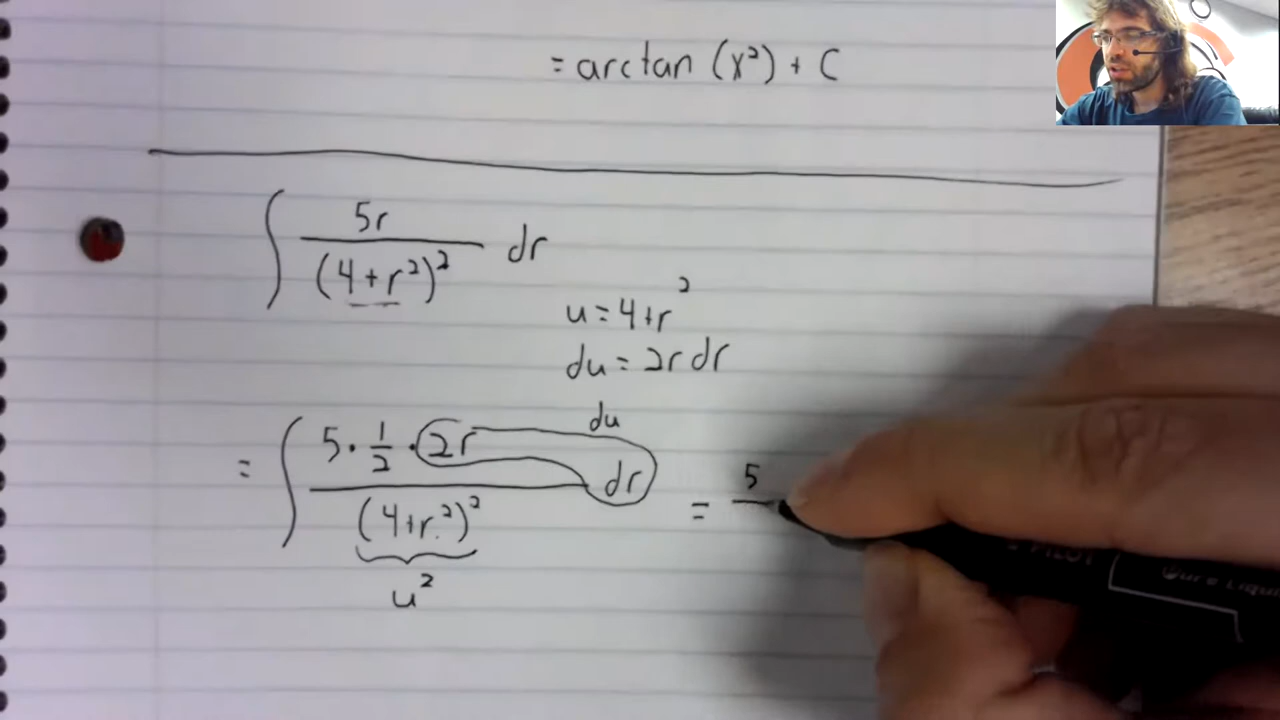 = arctan (x²) + C
∫ 5r / (4+r²)² dr
u = 4+r²
du = 2r dr
du
= ∫ 5 · 1/2 · 2r / (4+r²)² dr = 5
u²
PILOT